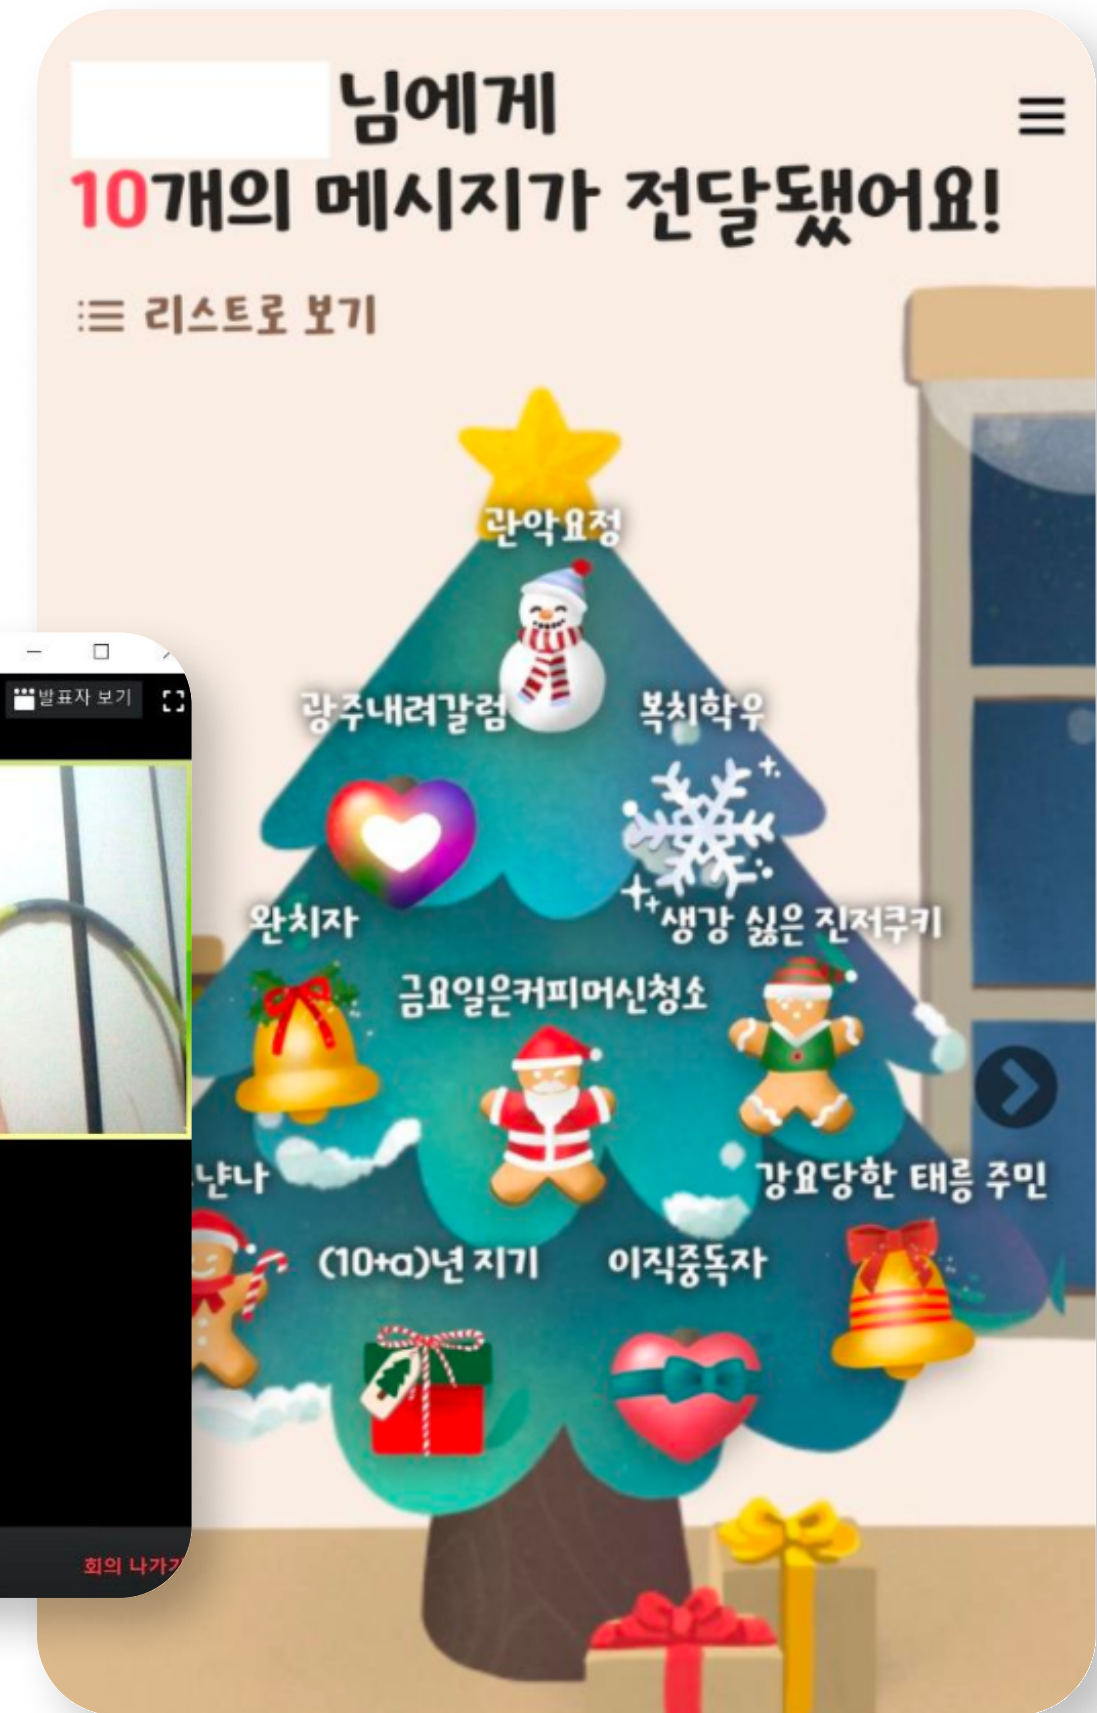 님에게
10개의 메시지가 전달됐어요!
리스트로 보기
관악요정
광주내려갈럼
복치학우
완치자
생강 싫은 진저쿠키
금요일은커피머신청소
냔나
강요당한 태릉 주민
(10+a)년 지기
이직중독자
발표자 보기
회의 나가기